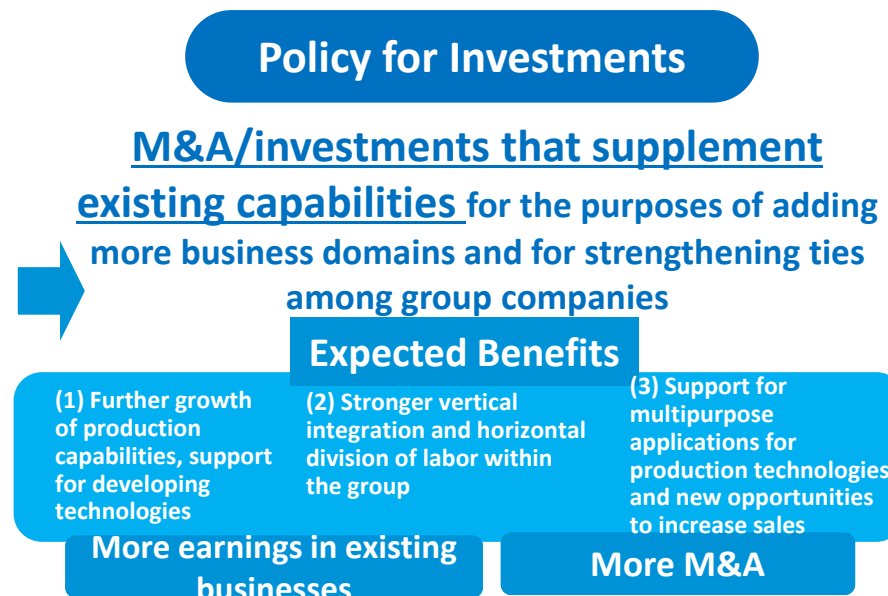 Policy for Investments
M&A/investments that supplement
existing capabilities for the purposes of adding
more business domains and for strengthening ties
among group companies
Expected Benefits
(1) Further growth
of production
capabilities, support
for developing
technologies
(2) Stronger vertical
integration and horizontal
division of labor within
the group
(3) Support for
multipurpose
applications for
production technologies
and new opportunities
to increase sales
More earnings in existing
businesses
More M&A